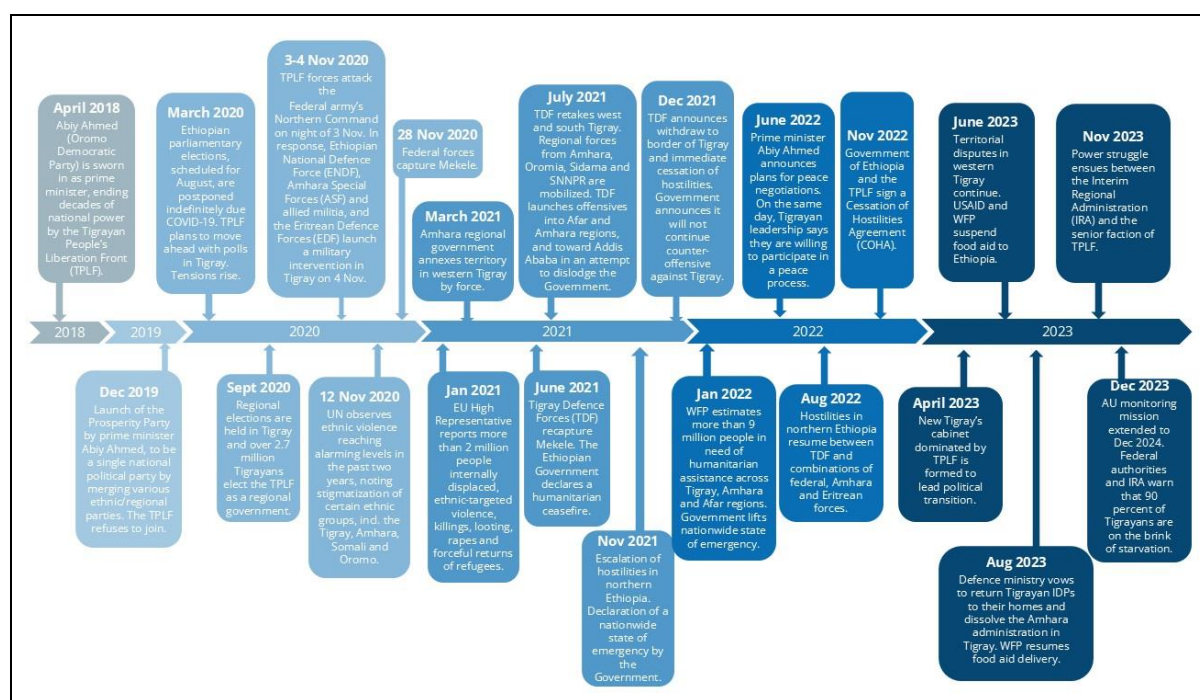 April 2018
Abiy Ahmed
(Oromo
Democratic
Party) is sworn
in as prime
minister, ending
decades of
national power
by the Tigrayan
People's
Liberation Front
(TPLF).
March 2020
Ethiopian
parliamentary
elections,
scheduled for
August, are
postponed
indefinitely due
COVID-19. TPLF
plans to move
ahead with polls
in Tigray.
Tensions rise.
3-4 Nov 2020
TPLF forces attack
the
Federal army's
Northern Command
on night of 3 Nov. In
response, Ethiopian
National Defence
Force (ENDF),
Amhara Special
Forces (ASF) and
allied militia, and
the Eritrean Defence
Forces (EDF) launch
a military
intervention in
Tigray on 4 Nov.
28 Nov 2020
Federal forces
capture Mekele.
March 2021
Amhara regional
government
annexes territory
in western Tigray
by force.
July 2021
TDF retakes west
and south Tigray.
Regional forces
from Amhara,
Oromia, Sidama and
SNNPR are
mobilized. TDF
launches offensives
into Afar and
Amhara regions,
and toward Addis
Ababa in an attempt
to dislodge the
Government.
Dec 2021
TDF announces
withdraw to
border of Tigray
and immediate
cessation of
hostilities.
Government
announces it
will not
continue
counter-
offensive
against Tigray.
June 2022
Prime minister
Abiy Ahmed
announces
plans for peace
negotiations.
On the same
day, Tigrayan
leadership says
they are willing
to participate in
a peace
process.
Nov 2022
Government
of Ethiopia
and the
TPLF sign a
Cessation of
Hostilities
Agreement
(COHA).
June 2023
Territorial
disputes in
western
Tigray
continue.
USAID and
WFP
suspend
food aid to
Ethiopia.
Nov 2023
Power struggle
ensues between
the Interim
Regional
Administration
(IRA) and the
senior faction of
TPLF.
2018
2019
2020
2021
2022
2023
Dec 2019
Launch of the
Prosperity Party
by prime minister
Abiy Ahmed, to be
a single national
political party by
merging various
ethnic/regional
parties. The TPLF
refuses to join.
Sept 2020
Regional
elections are
held in Tigray
and over 2.7
million
Tigrayans
elect the TPLF
as a regional
government.
12 Nov 2020
UN observes
ethnic violence
reaching
alarming levels in
the past two
years, noting
stigmatization of
certain ethnic
groups, incl. the
Tigray, Amhara,
Somali and
Oromo.
Jan 2021
EU High
Representative
reports more
than 2 million
people
internally
displaced,
ethnic-targeted
violence,
killings, looting,
rapes and
forceful returns
of refugees.
June 2021
Tigray Defence
Forces (TDF)
recapture
Mekele. The
Ethiopian
Government
declares a
humanitarian
ceasefire.
Nov 2021
Escalation of
hostilities in
northern
Ethiopia.
Declaration of a
nationwide
state of
emergency by
the
Government.
Jan 2022
WFP estimates
more than 9
million people in
need of
humanitarian
assistance across
Tigray, Amhara
and Afar regions.
Government lifts
nationwide state
of emergency.
Aug 2022
Hostilities in
northern Ethiopia
resume between
TDF and
combinations of
federal, Amhara
and Eritrean
forces.
April 2023
New Tigray's
cabinet
dominated by
TPLF is
formed to
lead political
transition.
Aug 2023
Defence ministry vows
to return Tigrayan IDPs
to their homes and
dissolve the Amhara
administration in
Tigray. WFP resumes
food aid delivery.
Dec 2023
AU monitoring
mission
extended to
Dec 2024.
Federal
authorities
and IRA warn
that 90
percent of
Tigrayans are
on the brink
of starvation.